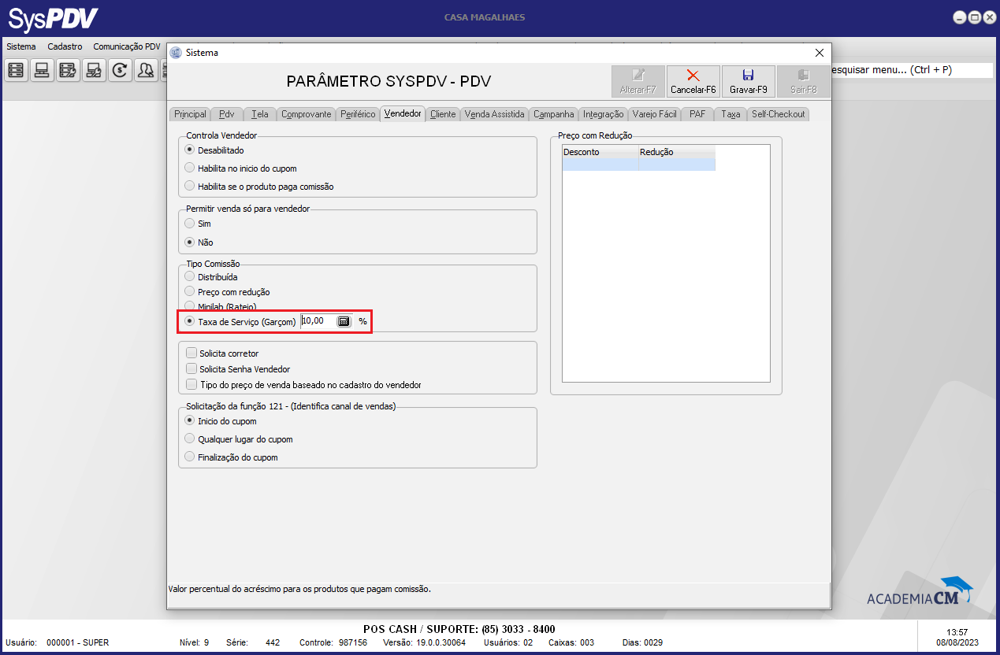 SysPDV
CASA MAGALHAES
Sistema Cadastro Comunicação PDV
Sistema
esquisar menu... (Ctrl + P)
PARÂMETRO SYSPDV - PDV
Alterar-F7 Cancelar-F6 Gravar-F9 Sair-F8
Principal Pdv Tela Comprovante Periférico Vendedor Cliente Venda Assistida Campanha Integração Varejo Fácil PAF Taxa Self-Checkout
Controla Vendedor
Desabilitado
Habilita no inicio do cupom
Habilita se o produto paga comissão
Permitir venda só para vendedor
Sim
Não
Tipo Comissão
Distribuída
Preço com redução
Minilab (Rateio)
Taxa de Serviço (Garçom) 10,00 %
Solicita corretor
Solicita Senha Vendedor
Tipo do preço de venda baseado no cadastro do vendedor
Solicitação da função 121 - (Identifica canal de vendas)
Inicio do cupom
Qualquer lugar do cupom
Finalização do cupom
Preço com Redução
Desconto Redução
Valor percentual do acréscimo para os produtos que pagam comissão.
ACADEMIACM
POS CASH / SUPORTE: (85) 3033 - 8400
Usuário: 000001 - SUPER Nível: 9 Série: 442 Controle: 987156 Versão: 19.0.0.30064 Usuários: 02 Caixas: 003 Dias: 0029
13:57
08/08/2023